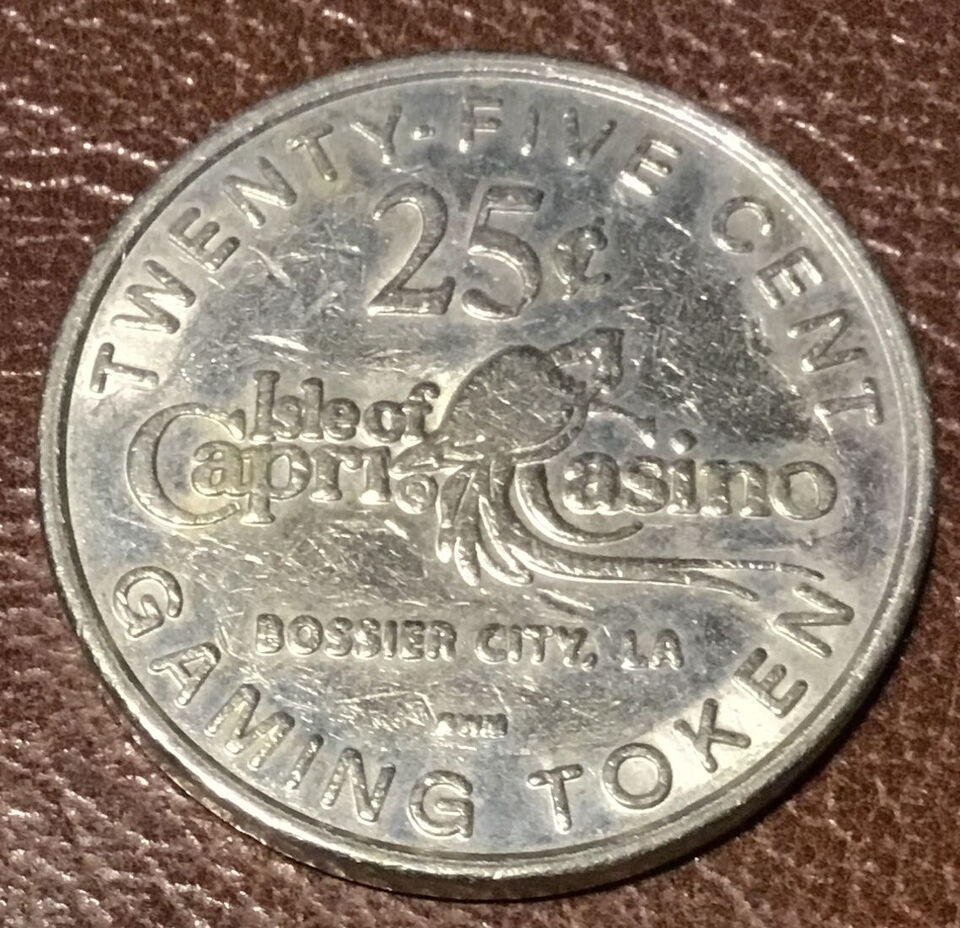 TWENTY-FIVE CENT
25¢
Isle of
Capri Casino
BOSSIER CITY, LA
GAMING TOKEN